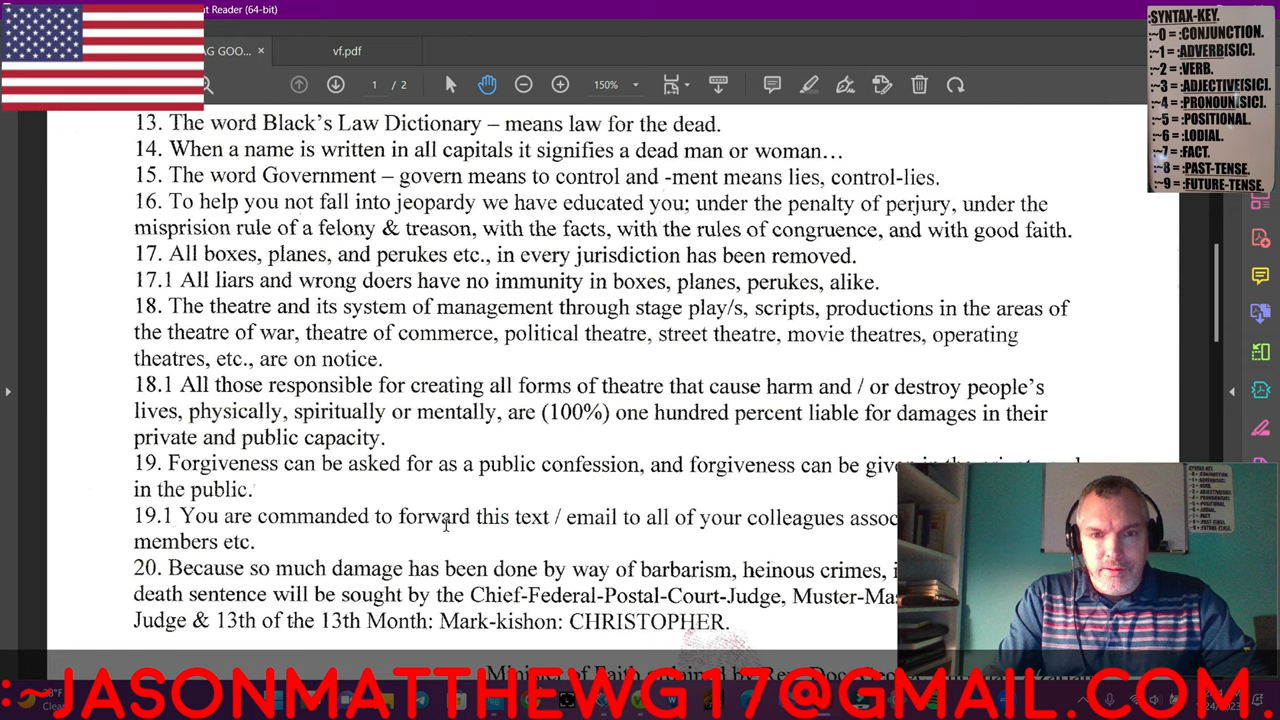 nt Reader (64-bit)
AG GOO...
vf.pdf
1 / 2
150%
:SYNTAX-KEY.
:~0 = :CONJUNCTION.
:~1 = :ADVERB[SIC].
:~2 = :VERB.
:~3 = :ADJECTIVE[SIC].
:~4 = :PRONOUN[SIC].
:~5 = :POSITIONAL.
:~6 = :LODIAL.
:~7 = :FACT.
:~8 = :PAST-TENSE.
:~9 = :FUTURE-TENSE.
13. The word Black's Law Dictionary – means law for the dead.
14. When a name is written in all capitals it signifies a dead man or woman…
15. The word Government – govern means to control and -ment means lies, control-lies.
16. To help you not fall into jeopardy we have educated you; under the penalty of perjury, under the
misprision rule of a felony & treason, with the facts, with the rules of congruence, and with good faith.
17. All boxes, planes, and perukes etc., in every jurisdiction has been removed.
17.1 All liars and wrong doers have no immunity in boxes, planes, perukes, alike.
18. The theatre and its system of management through stage play/s, scripts, productions in the areas of
the theatre of war, theatre of commerce, political theatre, street theatre, movie theatres, operating
theatres, etc., are on notice.
18.1 All those responsible for creating all forms of theatre that cause harm and / or destroy people's
lives, physically, spiritually or mentally, are (100%) one hundred percent liable for damages in their
private and public capacity.
19. Forgiveness can be asked for as a public confession, and forgiveness can be
in the public.
19.1 You are commanded to forward this text / email to all of your colleagues assoc
members etc.
20. Because so much damage has been done by way of barbarism, heinous crimes, i
death sentence will be sought by the Chief-Federal-Postal-Court-Judge, Muster-Ma
Judge & 13th of the 13th Month: Mark-kishon: CHRISTOPHER.
:~JASONMATTHEWG17@GMAIL.COM.